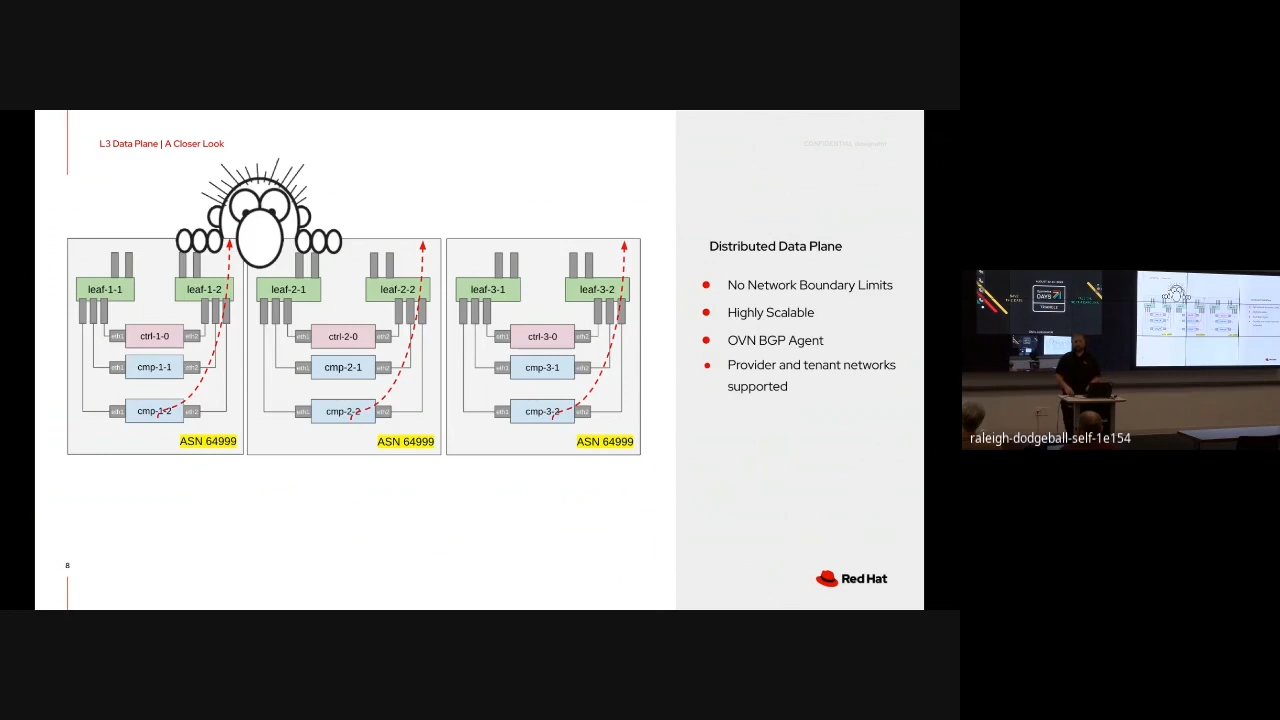 L3 Data Plane | A Closer Look
leaf-1-1
leaf-1-2
eth1
ctrl-1-0
eth2
eth1
cmp-1-1
eth2
eth1
cmp-1-2
eth2
ASN 64999
leaf-2-1
leaf-2-2
eth1
ctrl-2-0
eth2
eth1
cmp-2-1
eth2
eth1
cmp-2-2
eth2
ASN 64999
leaf-3-1
leaf-3-2
eth1
ctrl-3-0
eth2
eth1
cmp-3-1
eth2
eth1
cmp-3-2
eth2
ASN 64999
8
Distributed Data Plane
No Network Boundary Limits
Highly Scalable
OVN BGP Agent
Provider and tenant networks
supported
Red Hat
DAYS
raleigh-dodgeball-self-1e154